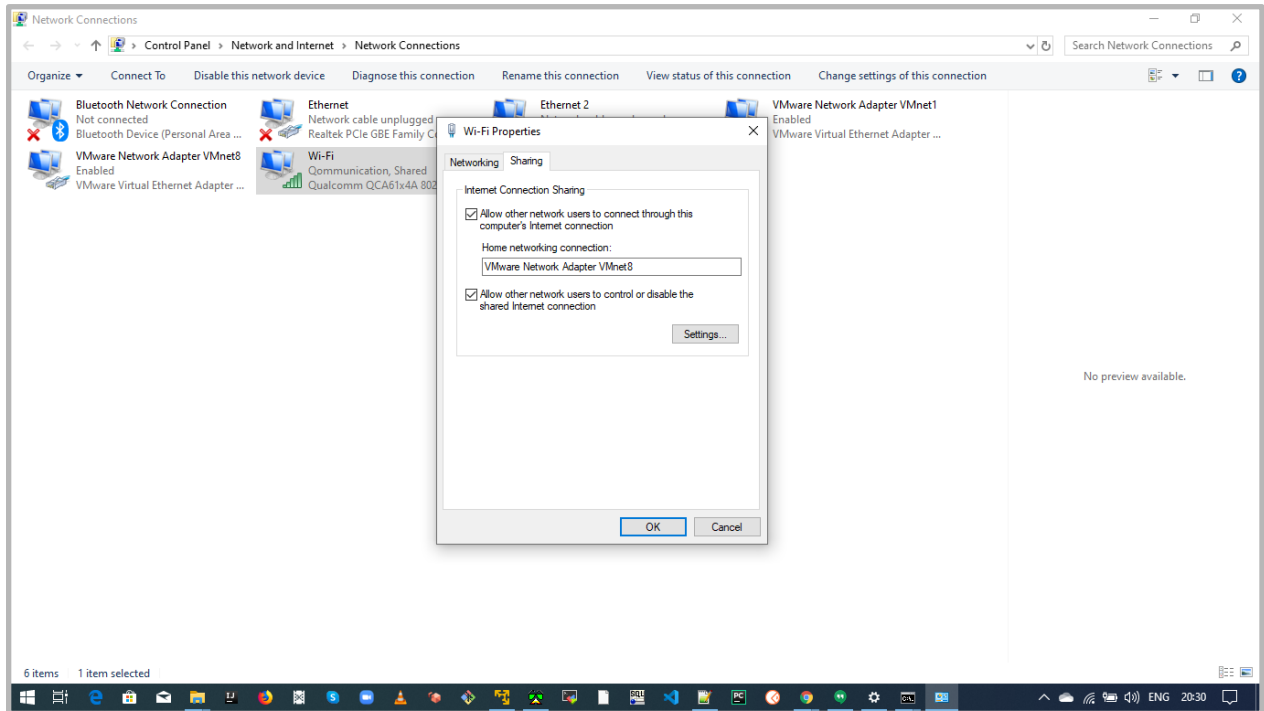 Network Connections
Control Panel › Network and Internet › Network Connections
Search Network Connections
Organize
Connect To
Disable this network device
Diagnose this connection
Rename this connection
View status of this connection
Change settings of this connection
Bluetooth Network Connection
Not connected
Bluetooth Device (Personal Area ...
Ethernet
Network cable unplugged
Realtek PCIe GBE Family C
Ethernet 2
VMware Network Adapter VMnet1
Enabled
VMware Virtual Ethernet Adapter ...
VMware Network Adapter VMnet8
Enabled
VMware Virtual Ethernet Adapter ...
Wi-Fi
Qommunication, Shared
Qualcomm QCA61x4A 802
Wi-Fi Properties
Networking
Sharing
Internet Connection Sharing
Allow other network users to connect through this
computer's Internet connection
Home networking connection:
VMware Network Adapter VMnet8
Allow other network users to control or disable the
shared Internet connection
Settings...
OK
Cancel
No preview available.
6 items
1 item selected
ENG
20:30